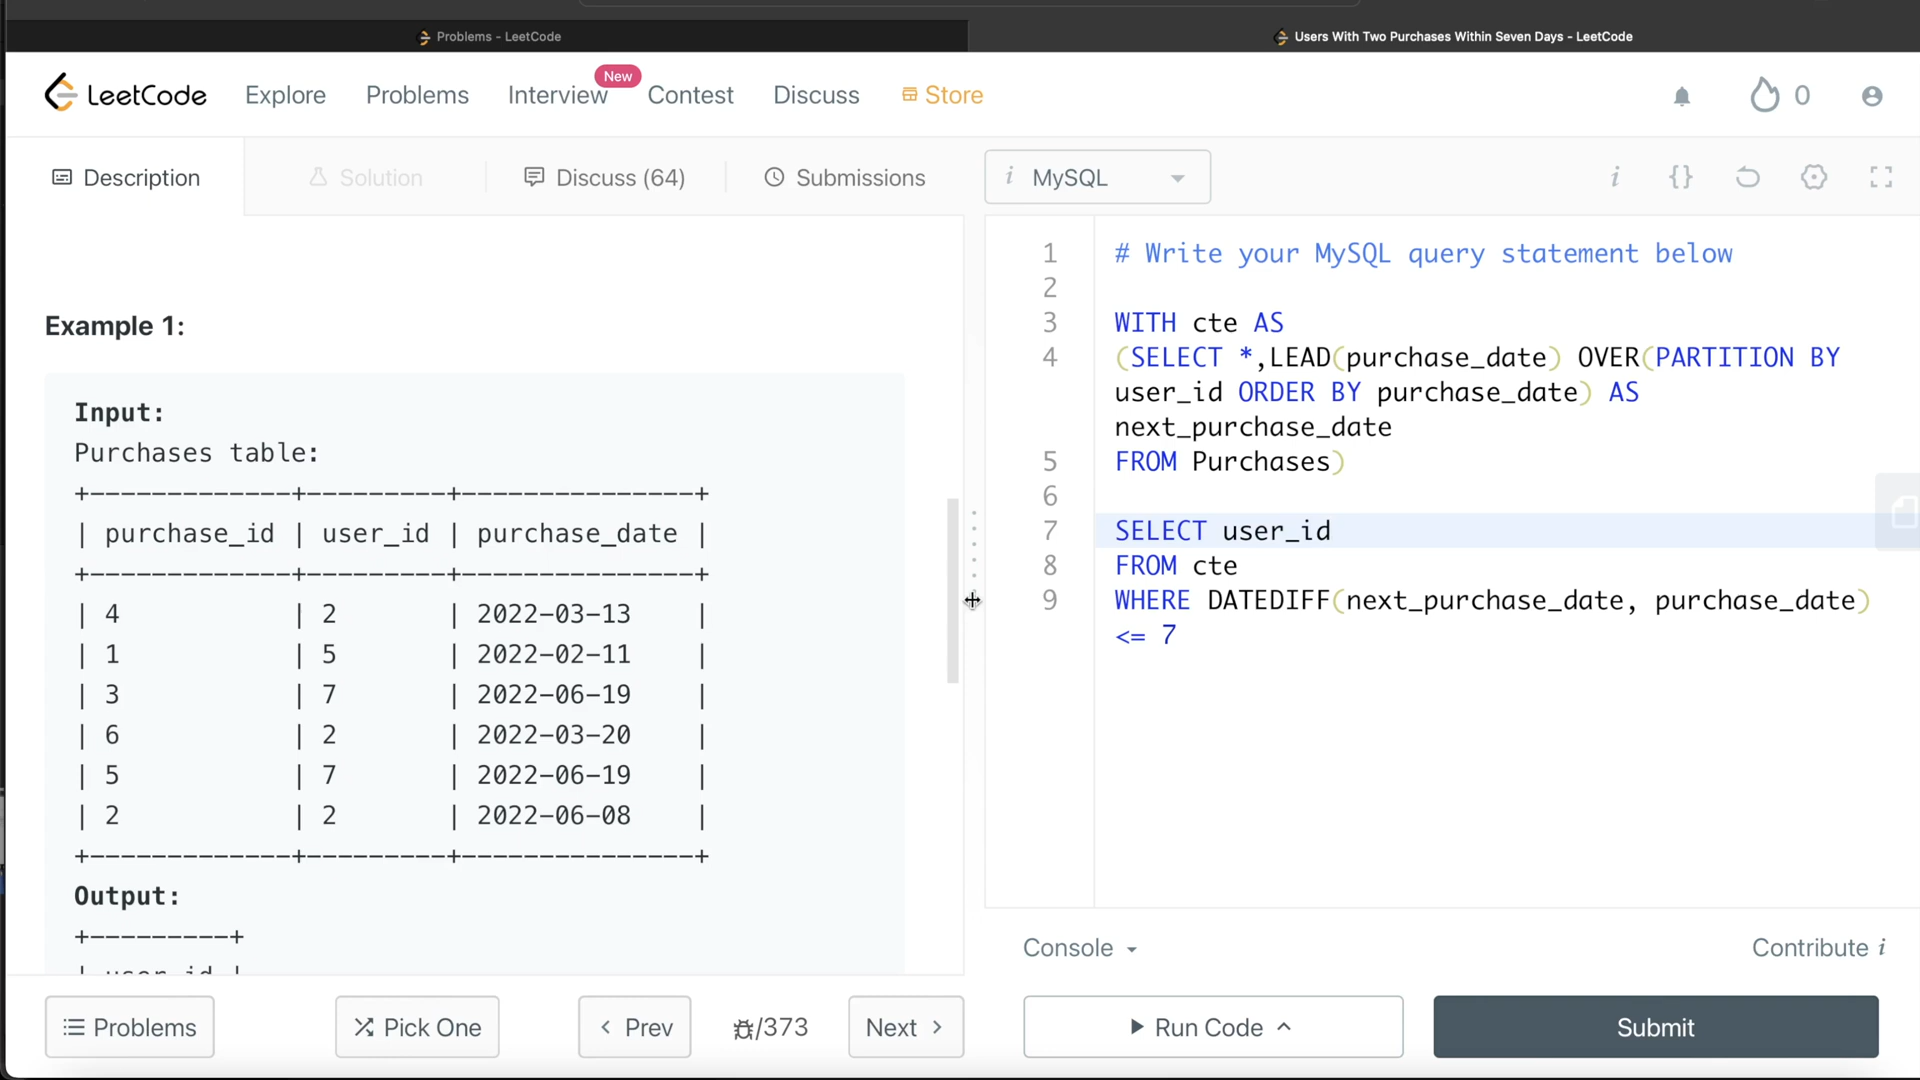 Problems - LeetCode
Users With Two Purchases Within Seven Days - LeetCode
LeetCode
Explore
Problems
Interview
New
Contest
Discuss
Store
0
Description
Solution
Discuss (64)
Submissions
i MySQL
i {}
Example 1:
Input:
Purchases table:
+-------------+---------+---------------+
| purchase_id | user_id | purchase_date |
+-------------+---------+---------------+
| 4 | 2 | 2022-03-13 |
| 1 | 5 | 2022-02-11 |
| 3 | 7 | 2022-06-19 |
| 6 | 2 | 2022-03-20 |
| 5 | 7 | 2022-06-19 |
| 2 | 2 | 2022-06-08 |
+-------------+---------+---------------+
Output:
+---------+
| user_id |
1 # Write your MySQL query statement below
2
3 WITH cte AS
4 (SELECT *,LEAD(purchase_date) OVER(PARTITION BY
user_id ORDER BY purchase_date) AS
next_purchase_date
5 FROM Purchases)
6
7 SELECT user_id
8 FROM cte
9 WHERE DATEDIFF(next_purchase_date, purchase_date)
<= 7
Console
Contribute i
Problems
Pick One
< Prev
/373
Next >
Run Code
Submit